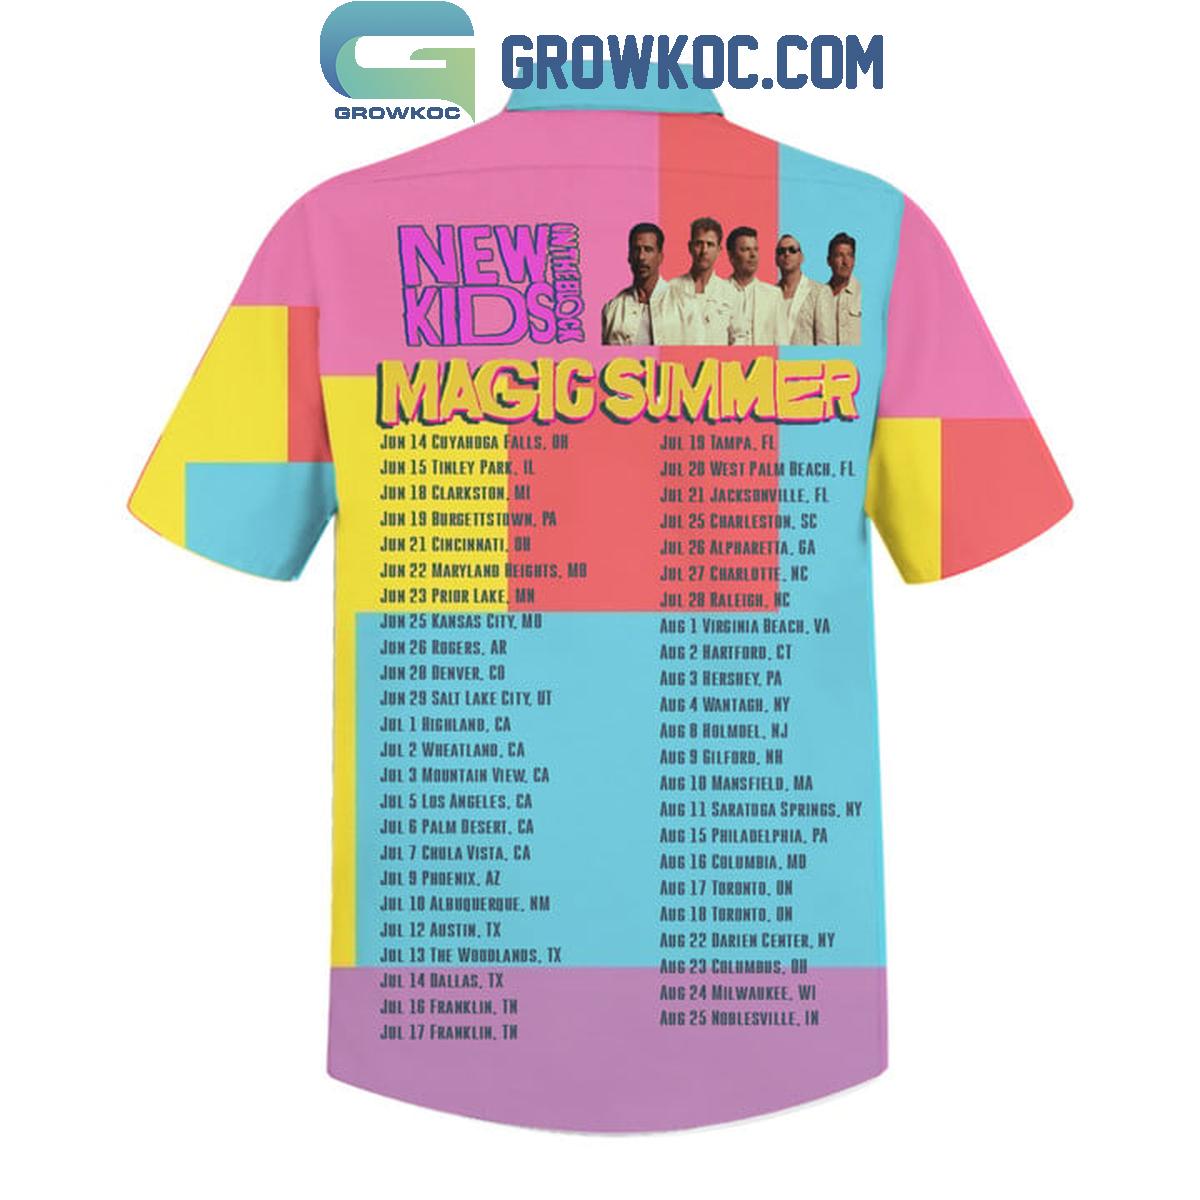 GROWKOC
GROWKOC.COM
NEW
KIDS
ON THE BLOCK
MAGIC SUMMER
JUN 14 CUYAHOGA FALLS, OH
JUN 15 TINLEY PARK, IL
JUN 18 CLARKSTON, MI
JUN 19 BURGETTSTOWN, PA
JUN 21 CINCINNATI, OH
JUN 22 MARYLAND HEIGHTS, MO
JUN 23 PRIOR LAKE, MN
JUN 25 KANSAS CITY, MO
JUN 26 ROGERS, AR
JUN 28 DENVER, CO
JUN 29 SALT LAKE CITY, UT
JUL 1 HIGHLAND, CA
JUL 2 WHEATLAND, CA
JUL 3 MOUNTAIN VIEW, CA
JUL 5 LOS ANGELES, CA
JUL 6 PALM DESERT, CA
JUL 7 CHULA VISTA, CA
JUL 9 PHOENIX, AZ
JUL 10 ALBUQUERQUE, NM
JUL 12 AUSTIN, TX
JUL 13 THE WOODLANDS, TX
JUL 14 DALLAS, TX
JUL 16 FRANKLIN, TN
JUL 17 FRANKLIN, TN
JUL 19 TAMPA, FL
JUL 20 WEST PALM BEACH, FL
JUL 21 JACKSONVILLE, FL
JUL 25 CHARLESTON, SC
JUL 26 ALPHARETTA, GA
JUL 27 CHARLOTTE, NC
JUL 28 RALEIGH, NC
AUG 1 VIRGINIA BEACH, VA
AUG 2 HARTFORD, CT
AUG 3 HERSHEY, PA
AUG 4 WANTAGH, NY
AUG 8 HOLMDEL, NJ
AUG 9 GILFORD, NH
AUG 10 MANSFIELD, MA
AUG 11 SARATOGA SPRINGS, NY
AUG 15 PHILADELPHIA, PA
AUG 16 COLUMBIA, MD
AUG 17 TORONTO, ON
AUG 18 TORONTO, ON
AUG 22 DARIEN CENTER, NY
AUG 23 COLUMBUS, OH
AUG 24 MILWAUKEE, WI
AUG 25 NOBLESVILLE, IN